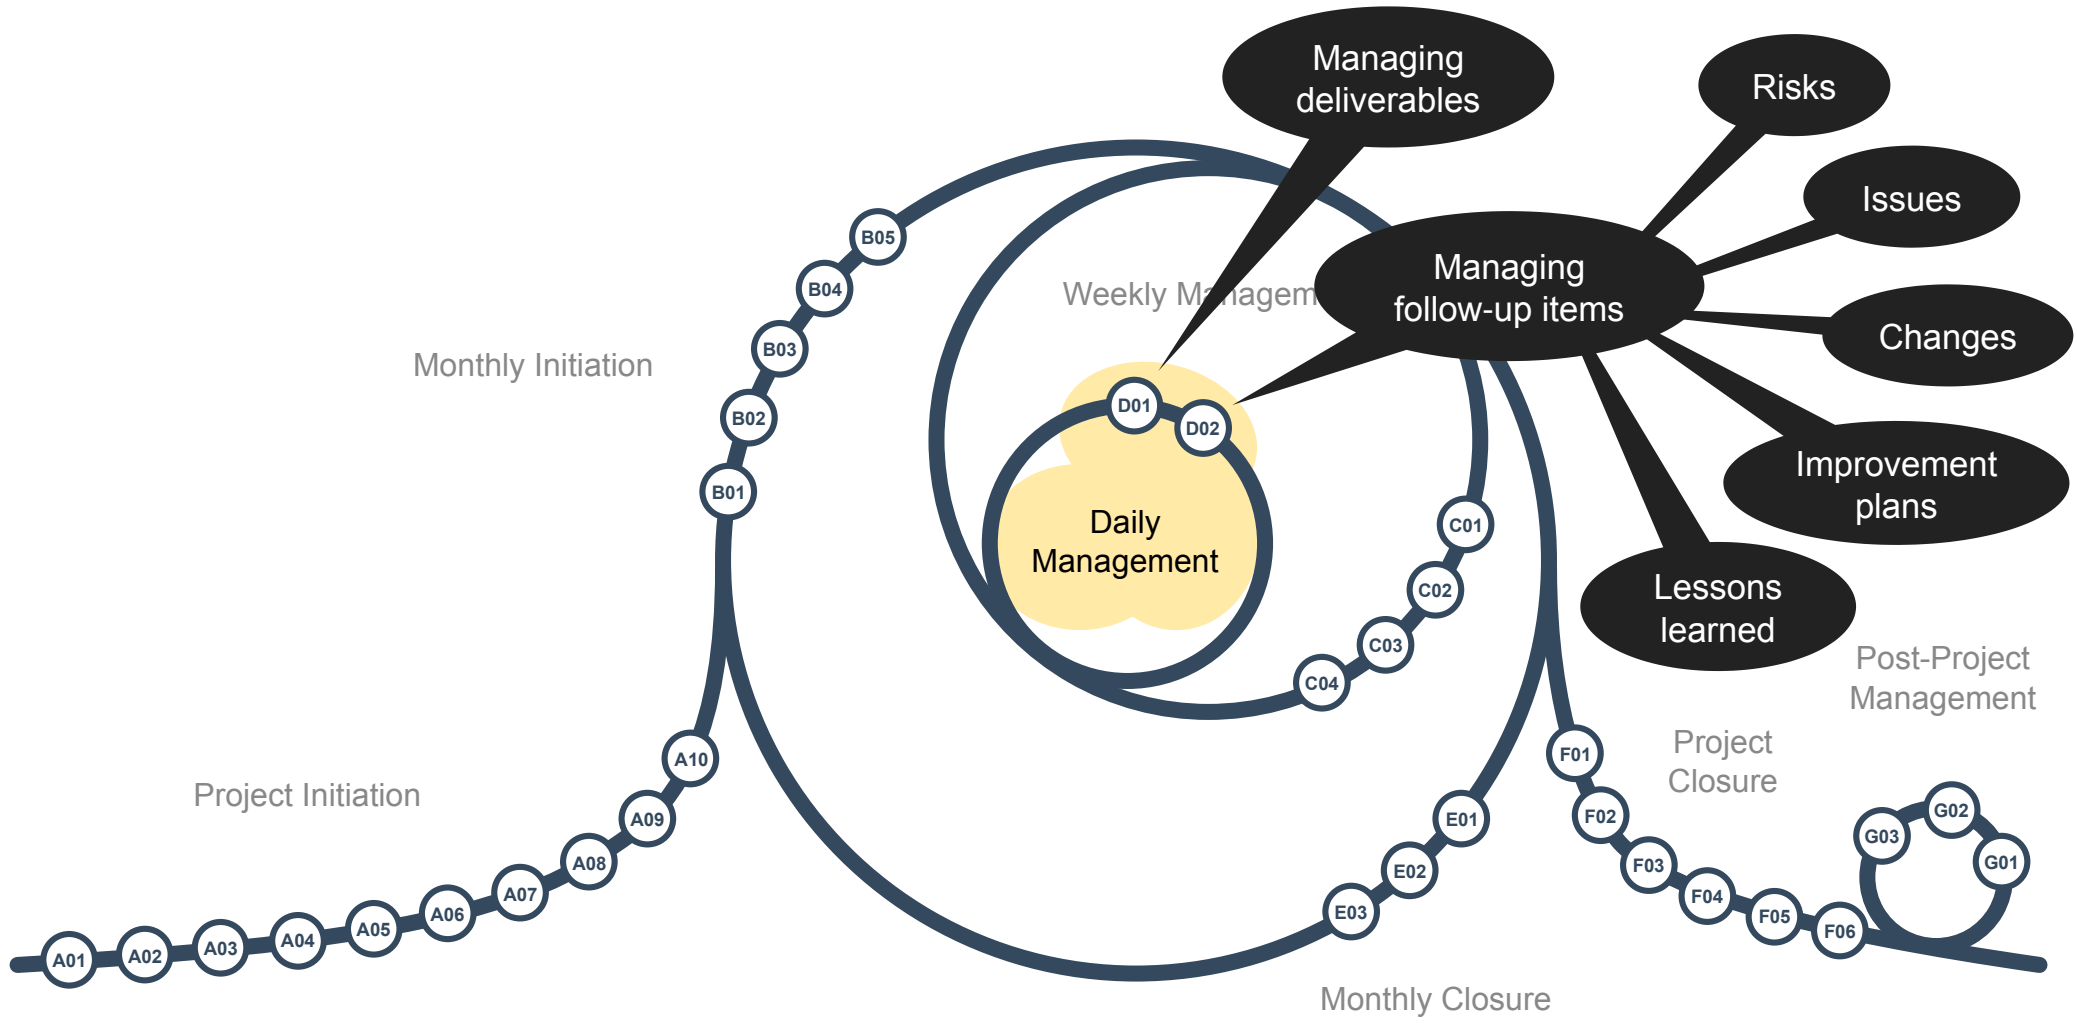 Managing
deliverables
Risks
Issues
Managing
follow-up items
Changes
Improvement
plans
Lessons
learned
Weekly Managem
Monthly Initiation
Daily
Management
Project Initiation
Post-Project
Management
Project
Closure
Monthly Closure
A01
A02
A03
A04
A05
A06
A07
A08
A09
A10
B01
B02
B03
B04
B05
D01
D02
C01
C02
C03
C04
E01
E02
E03
F01
F02
F03
F04
F05
F06
G01
G02
G03